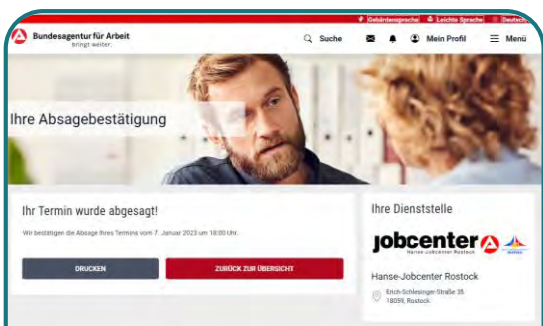 Gebärdensprache Leichte Sprache Deutsch
Bundesagentur für Arbeit
bringt weiter.
Suche Mein Profil Menü
Ihre Absagebestätigung
Ihr Termin wurde abgesagt!
Wir bestätigen die Absage Ihres Termins vom 7. Januar 2023 um 18:00 Uhr.
DRUCKEN ZURÜCK ZUR ÜBERSICHT
Ihre Dienststelle
jobcenter
Hanse-Jobcenter Rostock
Hanse-Jobcenter Rostock
Erich-Schlesinger-Straße 35
18059, Rostock